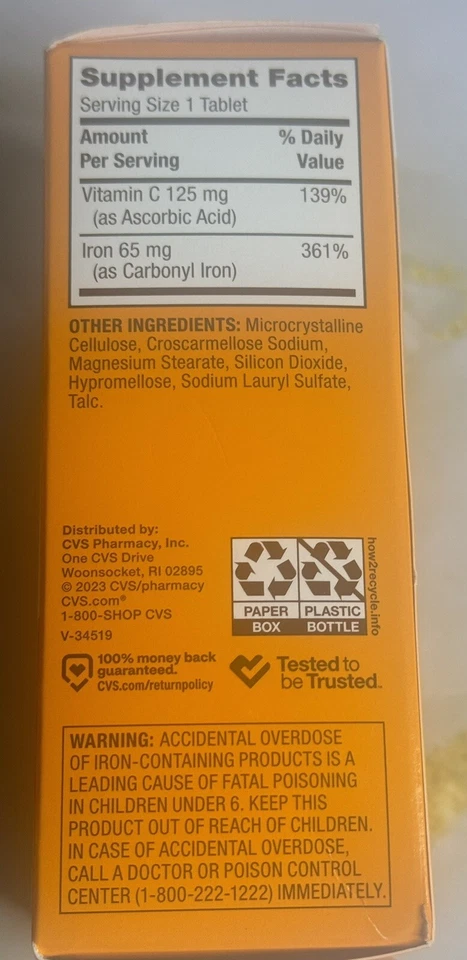 Supplement Facts
Serving Size 1 Tablet
Amount Per Serving % Daily Value
Vitamin C 125 mg 139%
(as Ascorbic Acid)
Iron 65 mg 361%
(as Carbonyl Iron)
OTHER INGREDIENTS: Microcrystalline
Cellulose, Croscarmellose Sodium,
Magnesium Stearate, Silicon Dioxide,
Hypromellose, Sodium Lauryl Sulfate,
Talc.
Distributed by:
CVS Pharmacy, Inc.
One CVS Drive
Woonsocket, RI 02895
© 2023 CVS/pharmacy
CVS.com®
1-800-SHOP CVS
V-34519
PAPER PLASTIC
BOX BOTTLE
how2recycle.info
100% money back
guaranteed.
CVS.com/returnpolicy
Tested to
be Trusted™
WARNING: ACCIDENTAL OVERDOSE
OF IRON-CONTAINING PRODUCTS IS A
LEADING CAUSE OF FATAL POISONING
IN CHILDREN UNDER 6. KEEP THIS
PRODUCT OUT OF REACH OF CHILDREN.
IN CASE OF ACCIDENTAL OVERDOSE,
CALL A DOCTOR OR POISON CONTROL
CENTER (1-800-222-1222) IMMEDIATELY.